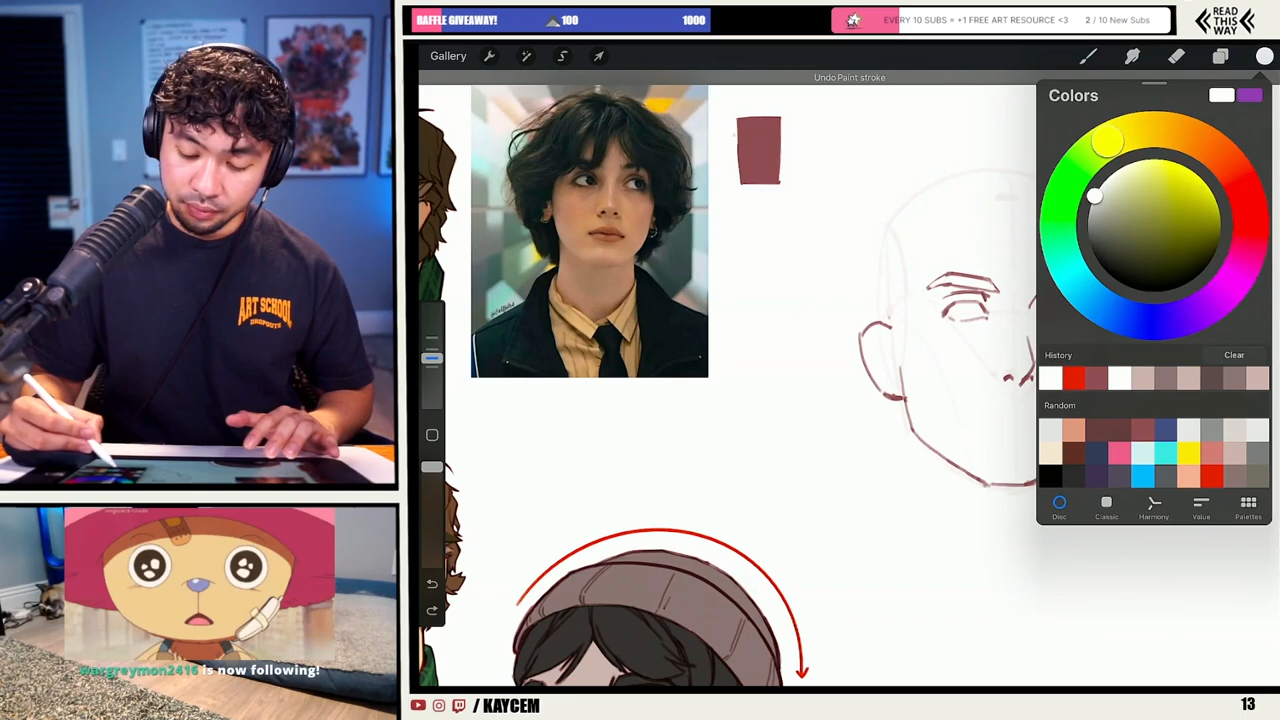 RAFFLE GIVEAWAY!
100
1000
EVERY 10 SUBS = +1 FREE ART RESOURCE <3
2 / 10 New Subs
READ
THIS
WAY
Gallery
Undo Paint stroke
Colors
History
Clear
Random
Disc
Classic
Harmony
Value
Palettes
ART SCHOOL
DROPOUTS
is now following!
/ KAYCEM
13